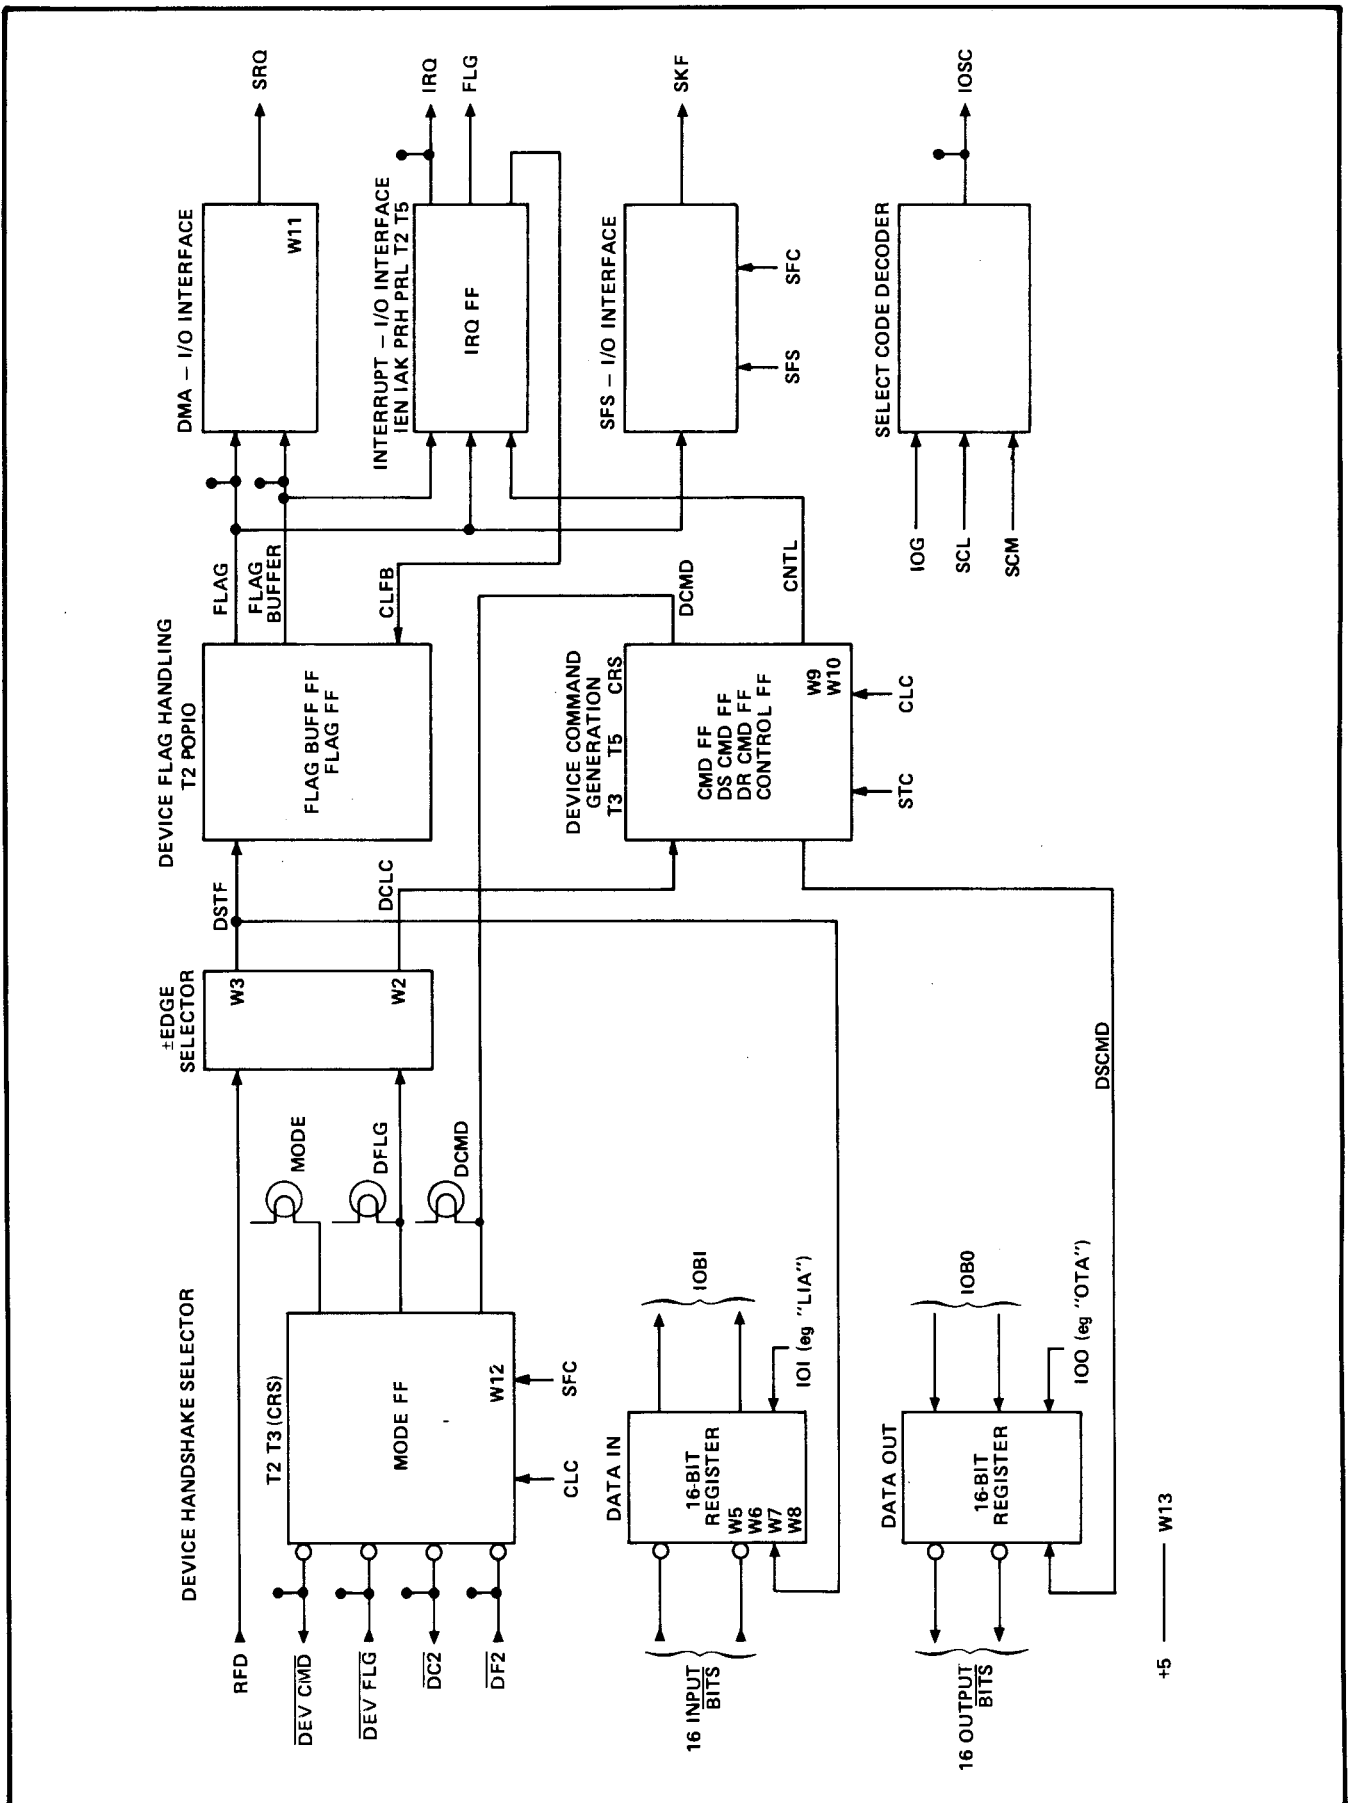 DEVICE HANDSHAKE SELECTOR
T2 T3 (CRS)
MODE FF
W12
CLC
SFC
RFD
DEV CMD
DEV FLG
DC2
DF2
MODE
DFLG
DCMD
±EDGE
SELECTOR
W3
W2
DSTF
DCLC
DEVICE FLAG HANDLING
T2 POPIO
FLAG BUFF FF
FLAG FF
FLAG
FLAG
BUFFER
CLFB
DMA – I/O INTERFACE
W11
SRQ
INTERRUPT – I/O INTERFACE
IEN IAK PRH PRL T2 T5
IRQ FF
IRQ
FLG
DEVICE COMMAND
GENERATION
T3 T5 CRS
CMD FF
DS CMD FF
DR CMD FF
CONTROL FF
W9
W10
STC
CLC
DCMD
CNTL
SFS – I/O INTERFACE
SFS
SFC
SKF
SELECT CODE DECODER
IOG
SCL
SCM
IOSC
DATA IN
16-BIT
REGISTER
W5
W6
W7
W8
16 INPUT
BITS
IOBI
IOI (eg "LIA")
DATA OUT
16-BIT
REGISTER
16 OUTPUT
BITS
IOBO
IOO (eg "OTA")
DSCMD
+5 W13